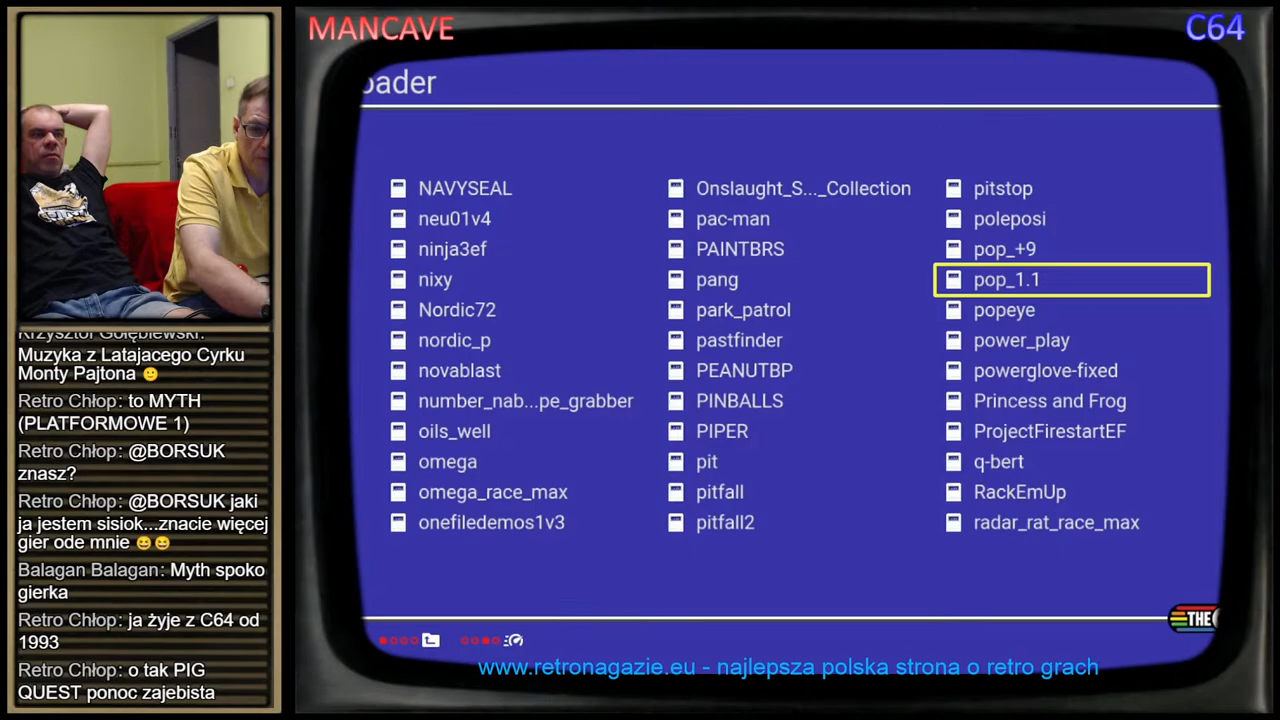 MANCAVE
C64
oader
NAVYSEAL
neu01v4
ninja3ef
nixy
Nordic72
nordic_p
novablast
number_nab...pe_grabber
oils_well
omega
omega_race_max
onefiledemos1v3
Onslaught_S..._Collection
pac-man
PAINTBRS
pang
park_patrol
pastfinder
PEANUTBP
PINBALLS
PIPER
pit
pitfall
pitfall2
pitstop
poleposi
pop_+9
pop_1.1
popeye
power_play
powerglove-fixed
Princess and Frog
ProjectFirestartEF
q-bert
RackEmUp
radar_rat_race_max
THE
www.retronagazie.eu - najlepsza polska strona o retro grach
Krzysztof Gołębiewski:
Muzyka z Latajacego Cyrku
Monty Pajtona 🙂
Retro Chłop: to MYTH
(PLATFORMOWE 1)
Retro Chłop: @BORSUK
znasz?
Retro Chłop: @BORSUK jaki
ja jestem sisiok...znacie więcej
gier ode mnie 😆😆
Balagan Balagan: Myth spoko
gierka
Retro Chłop: ja żyje z C64 od
1993
Retro Chłop: o tak PIG
QUEST ponoc zajebista